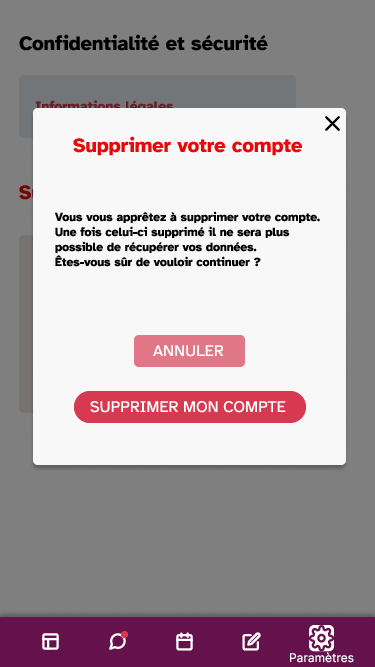 Confidentialité et sécurité
Informations légales
Supprimer votre compte
Vous vous apprêtez à supprimer votre compte.
Une fois celui-ci supprimé il ne sera plus
possible de récupérer vos données.
Êtes-vous sûr de vouloir continuer ?
ANNULER
SUPPRIMER MON COMPTE
Paramètres